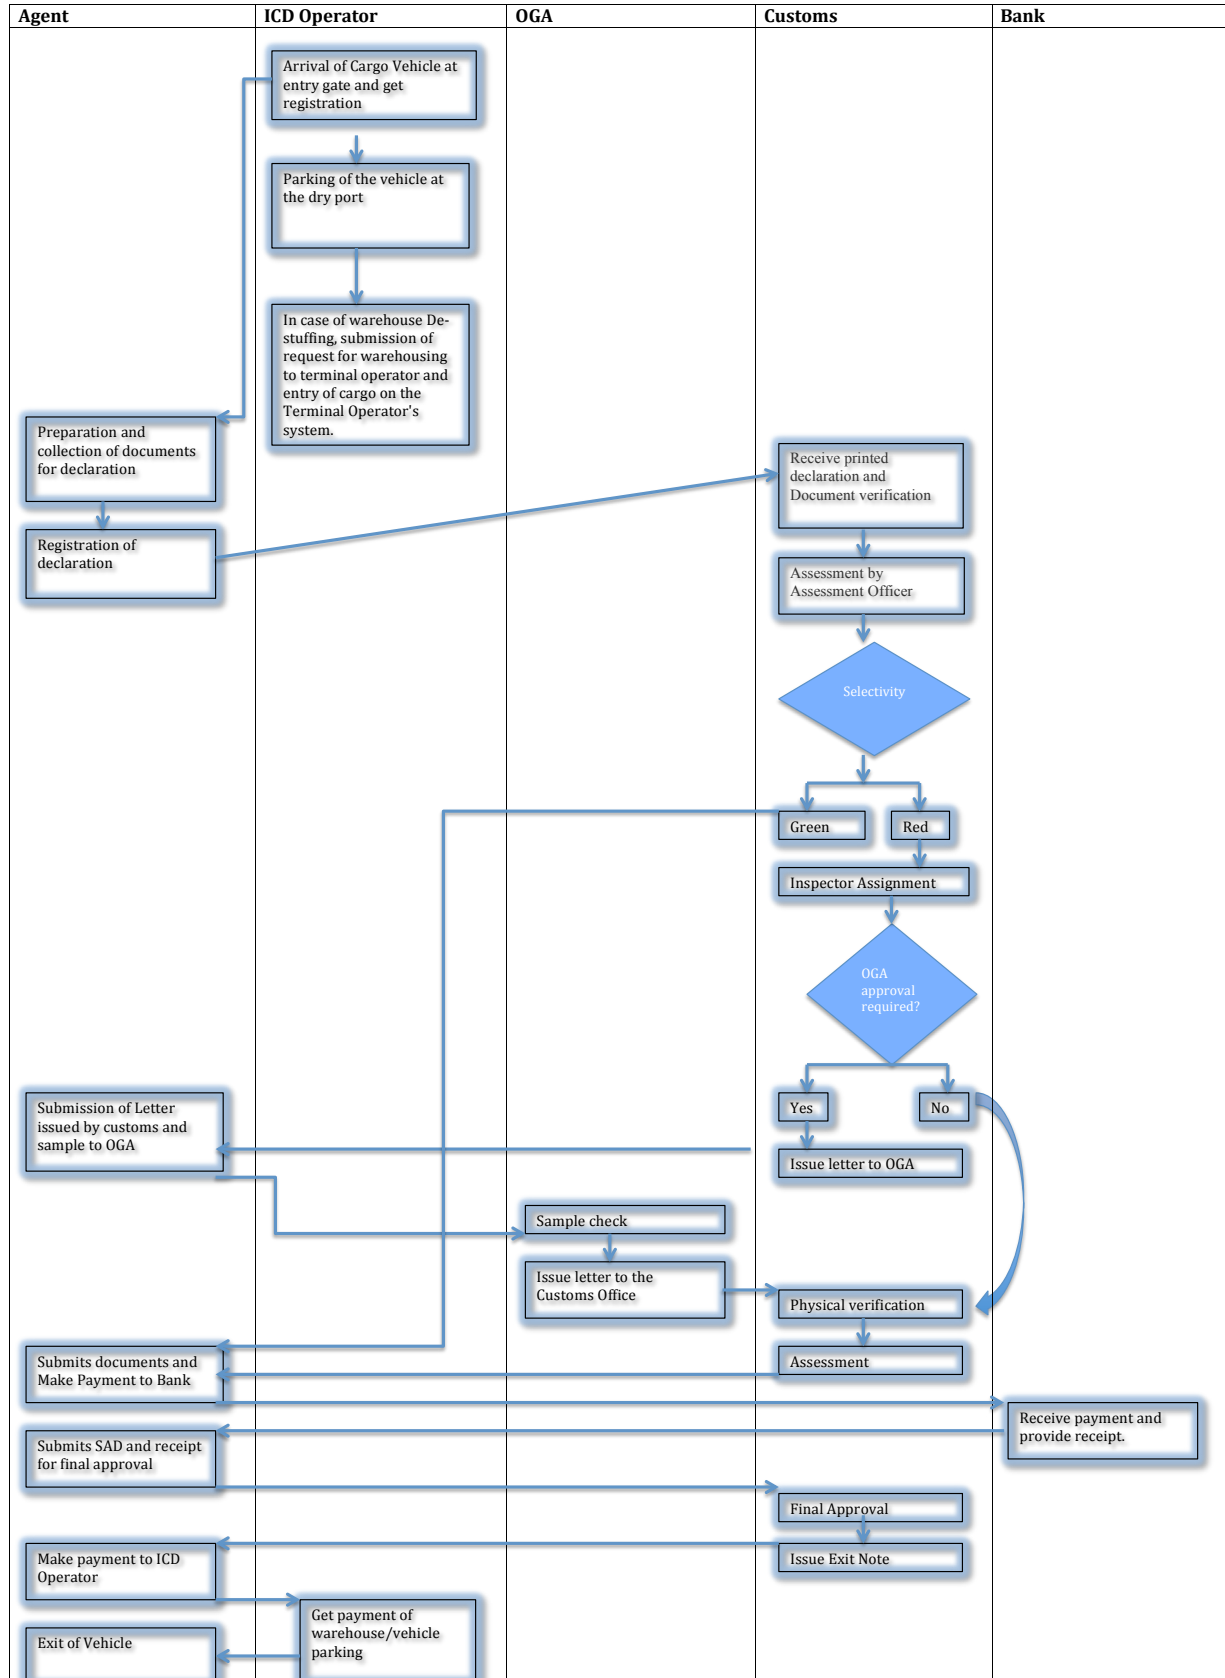 Agent
ICD Operator
OGA
Customs
Bank
Arrival of Cargo Vehicle at
entry gate and get
registration
Parking of the vehicle at
the dry port
In case of warehouse De-
stuffing, submission of
request for warehousing
to terminal operator and
entry of cargo on the
Terminal Operator's
system.
Preparation and
collection of documents
for declaration
Registration of
declaration
Receive printed
declaration and
Document verification
Assessment by
Assessment Officer
Selectivity
Green
Red
Inspector Assignment
OGA
approval
required?
Yes
No
Issue letter to OGA
Submission of Letter
issued by customs and
sample to OGA
Sample check
Issue letter to the
Customs Office
Physical verification
Assessment
Submits documents and
Make Payment to Bank
Receive payment and
provide receipt.
Submits SAD and receipt
for final approval
Final Approval
Issue Exit Note
Make payment to ICD
Operator
Get payment of
warehouse/vehicle
parking
Exit of Vehicle